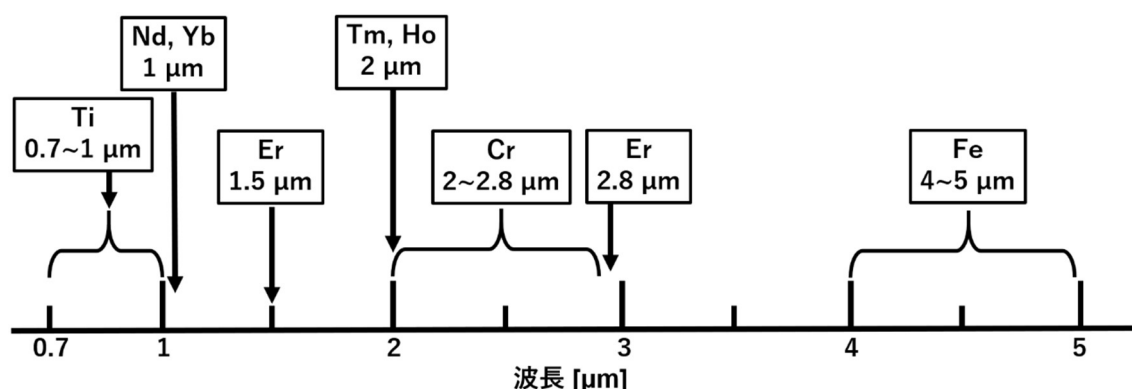 Nd, Yb
1 μm
Tm, Ho
2 μm
Ti
0.7~1 μm
Er
1.5 μm
Cr
2~2.8 μm
Er
2.8 μm
Fe
4~5 μm
0.7
1
2
3
4
5
波長 [μm]